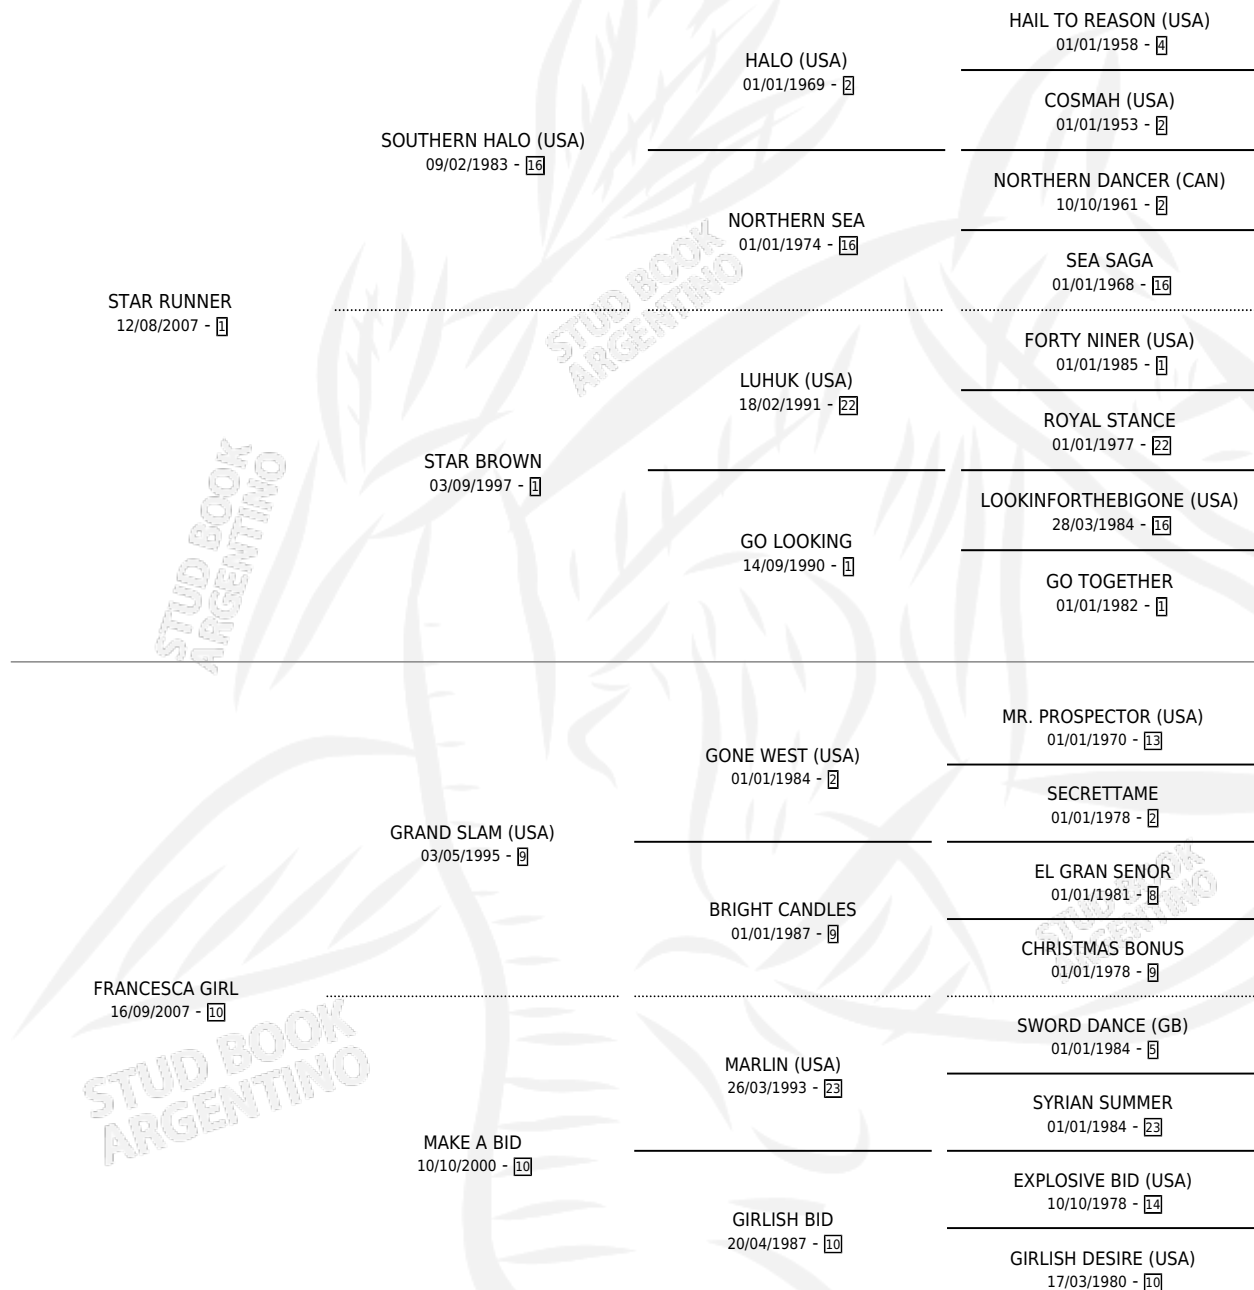 HAIL TO REASON (USA)
01/01/1958 - 4
HALO (USA)
01/01/1969 - 2
COSMAH (USA)
01/01/1953 - 2
SOUTHERN HALO (USA)
09/02/1983 - 16
NORTHERN DANCER (CAN)
10/10/1961 - 2
NORTHERN SEA
01/01/1974 - 16
SEA SAGA
01/01/1968 - 16
STAR RUNNER
12/08/2007 - 1
STUD BOOK
ARGENTINO
FORTY NINER (USA)
01/01/1985 - 1
LUHUK (USA)
18/02/1991 - 22
ROYAL STANCE
01/01/1977 - 22
STAR BROWN
03/09/1997 - 1
LOOKINFORTHEBIGONE (USA)
28/03/1984 - 16
GO LOOKING
14/09/1990 - 1
GO TOGETHER
01/01/1982 - 1
STUD BOOK
ARGENTINO
MR. PROSPECTOR (USA)
01/01/1970 - 13
GONE WEST (USA)
01/01/1984 - 2
SECRETTAME
01/01/1978 - 2
GRAND SLAM (USA)
03/05/1995 - 9
EL GRAN SENOR
01/01/1981 - 8
BRIGHT CANDLES
01/01/1987 - 9
STUD BOOK
ARGENTINO
CHRISTMAS BONUS
01/01/1978 - 9
FRANCESCA GIRL
16/09/2007 - 10
STUD BOOK
ARGENTINO
SWORD DANCE (GB)
01/01/1984 - 5
MARLIN (USA)
26/03/1993 - 23
SYRIAN SUMMER
01/01/1984 - 23
MAKE A BID
10/10/2000 - 10
EXPLOSIVE BID (USA)
10/10/1978 - 14
GIRLISH BID
20/04/1987 - 10
GIRLISH DESIRE (USA)
17/03/1980 - 10